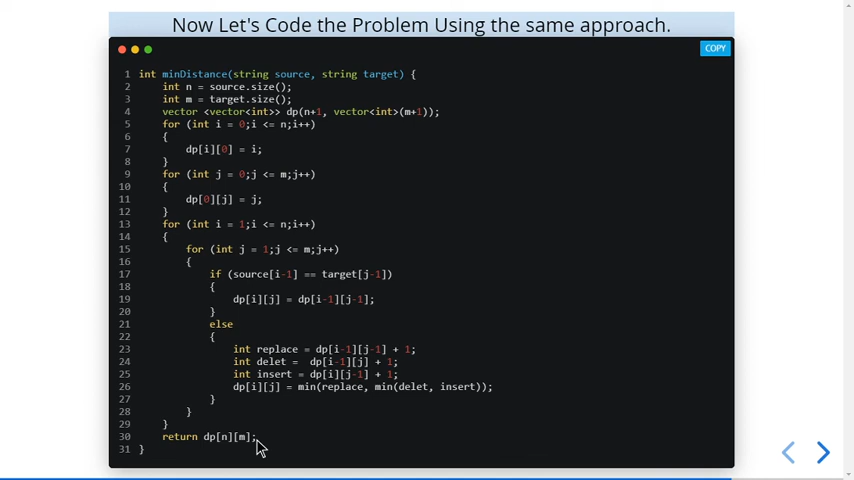 Now Let's Code the Problem Using the same approach.
COPY
1 int minDistance(string source, string target) {
2 int n = source.size();
3 int m = target.size();
4 vector <vector<int>> dp(n+1, vector<int>(m+1));
5 for (int i = 0;i <= n;i++)
6 {
7 dp[i][0] = i;
8 }
9 for (int j = 0;j <= m;j++)
10 {
11 dp[0][j] = j;
12 }
13 for (int i = 1;i <= n;i++)
14 {
15 for (int j = 1;j <= m;j++)
16 {
17 if (source[i-1] == target[j-1])
18 {
19 dp[i][j] = dp[i-1][j-1];
20 }
21 else
22 {
23 int replace = dp[i-1][j-1] + 1;
24 int delet = dp[i-1][j] + 1;
25 int insert = dp[i][j-1] + 1;
26 dp[i][j] = min(replace, min(delet, insert));
27 }
28 }
29 }
30 return dp[n][m];
31 }